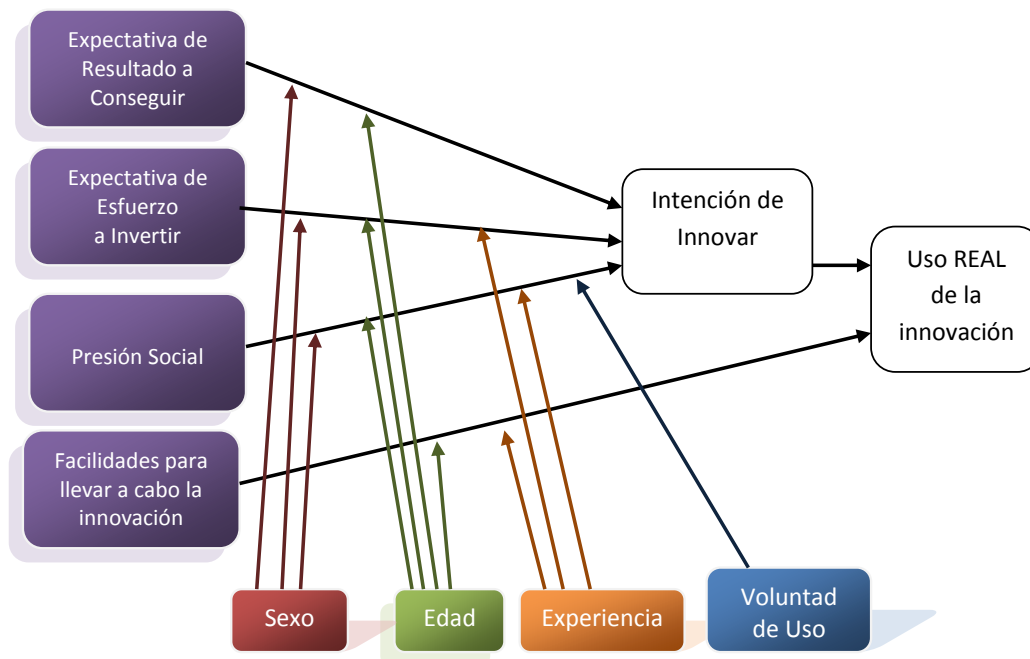 Expectativa de
Resultado a
Conseguir
Expectativa de
Esfuerzo
a Invertir
Presión Social
Facilidades para
llevar a cabo la
innovación
Intención de
Innovar
Uso REAL
de la
innovación
Sexo
Edad
Experiencia
Voluntad
de Uso